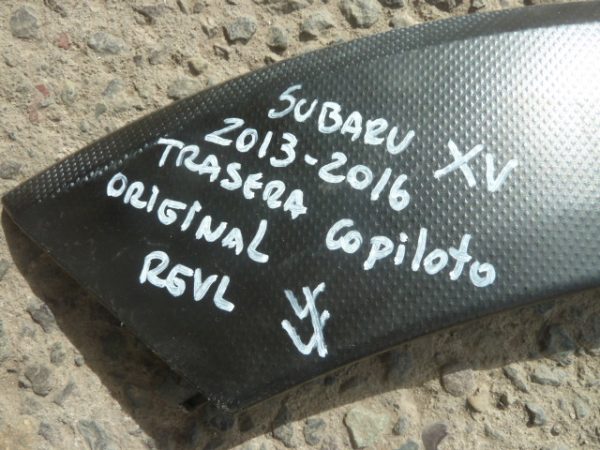 SUBARU XV
2013-2016
TRASERA COPILOTO
ORIGINAL
REVL